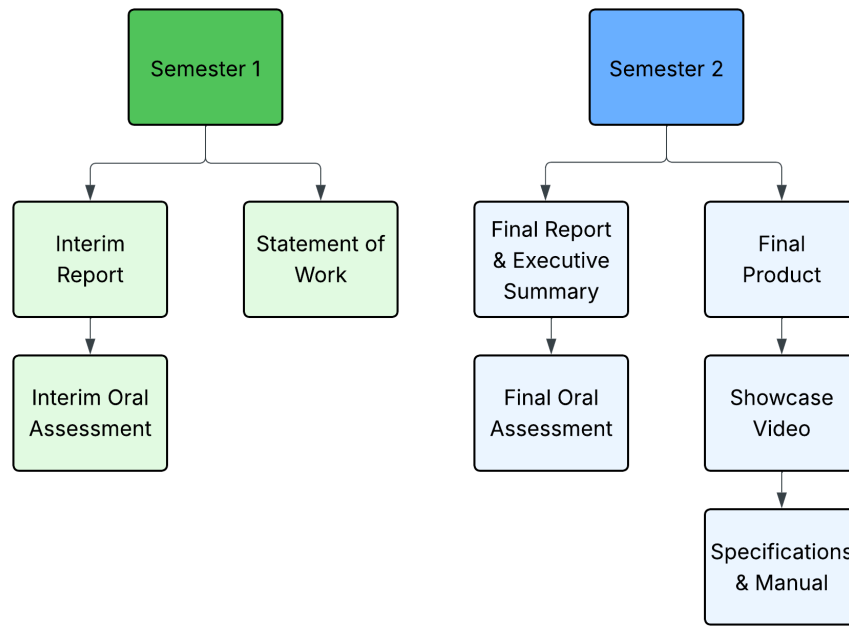 Semester 1
Semester 2
Interim
Report
Statement of
Work
Final Report
& Executive
Summary
Final
Product
Interim Oral
Assessment
Final Oral
Assessment
Showcase
Video
Specifications
& Manual